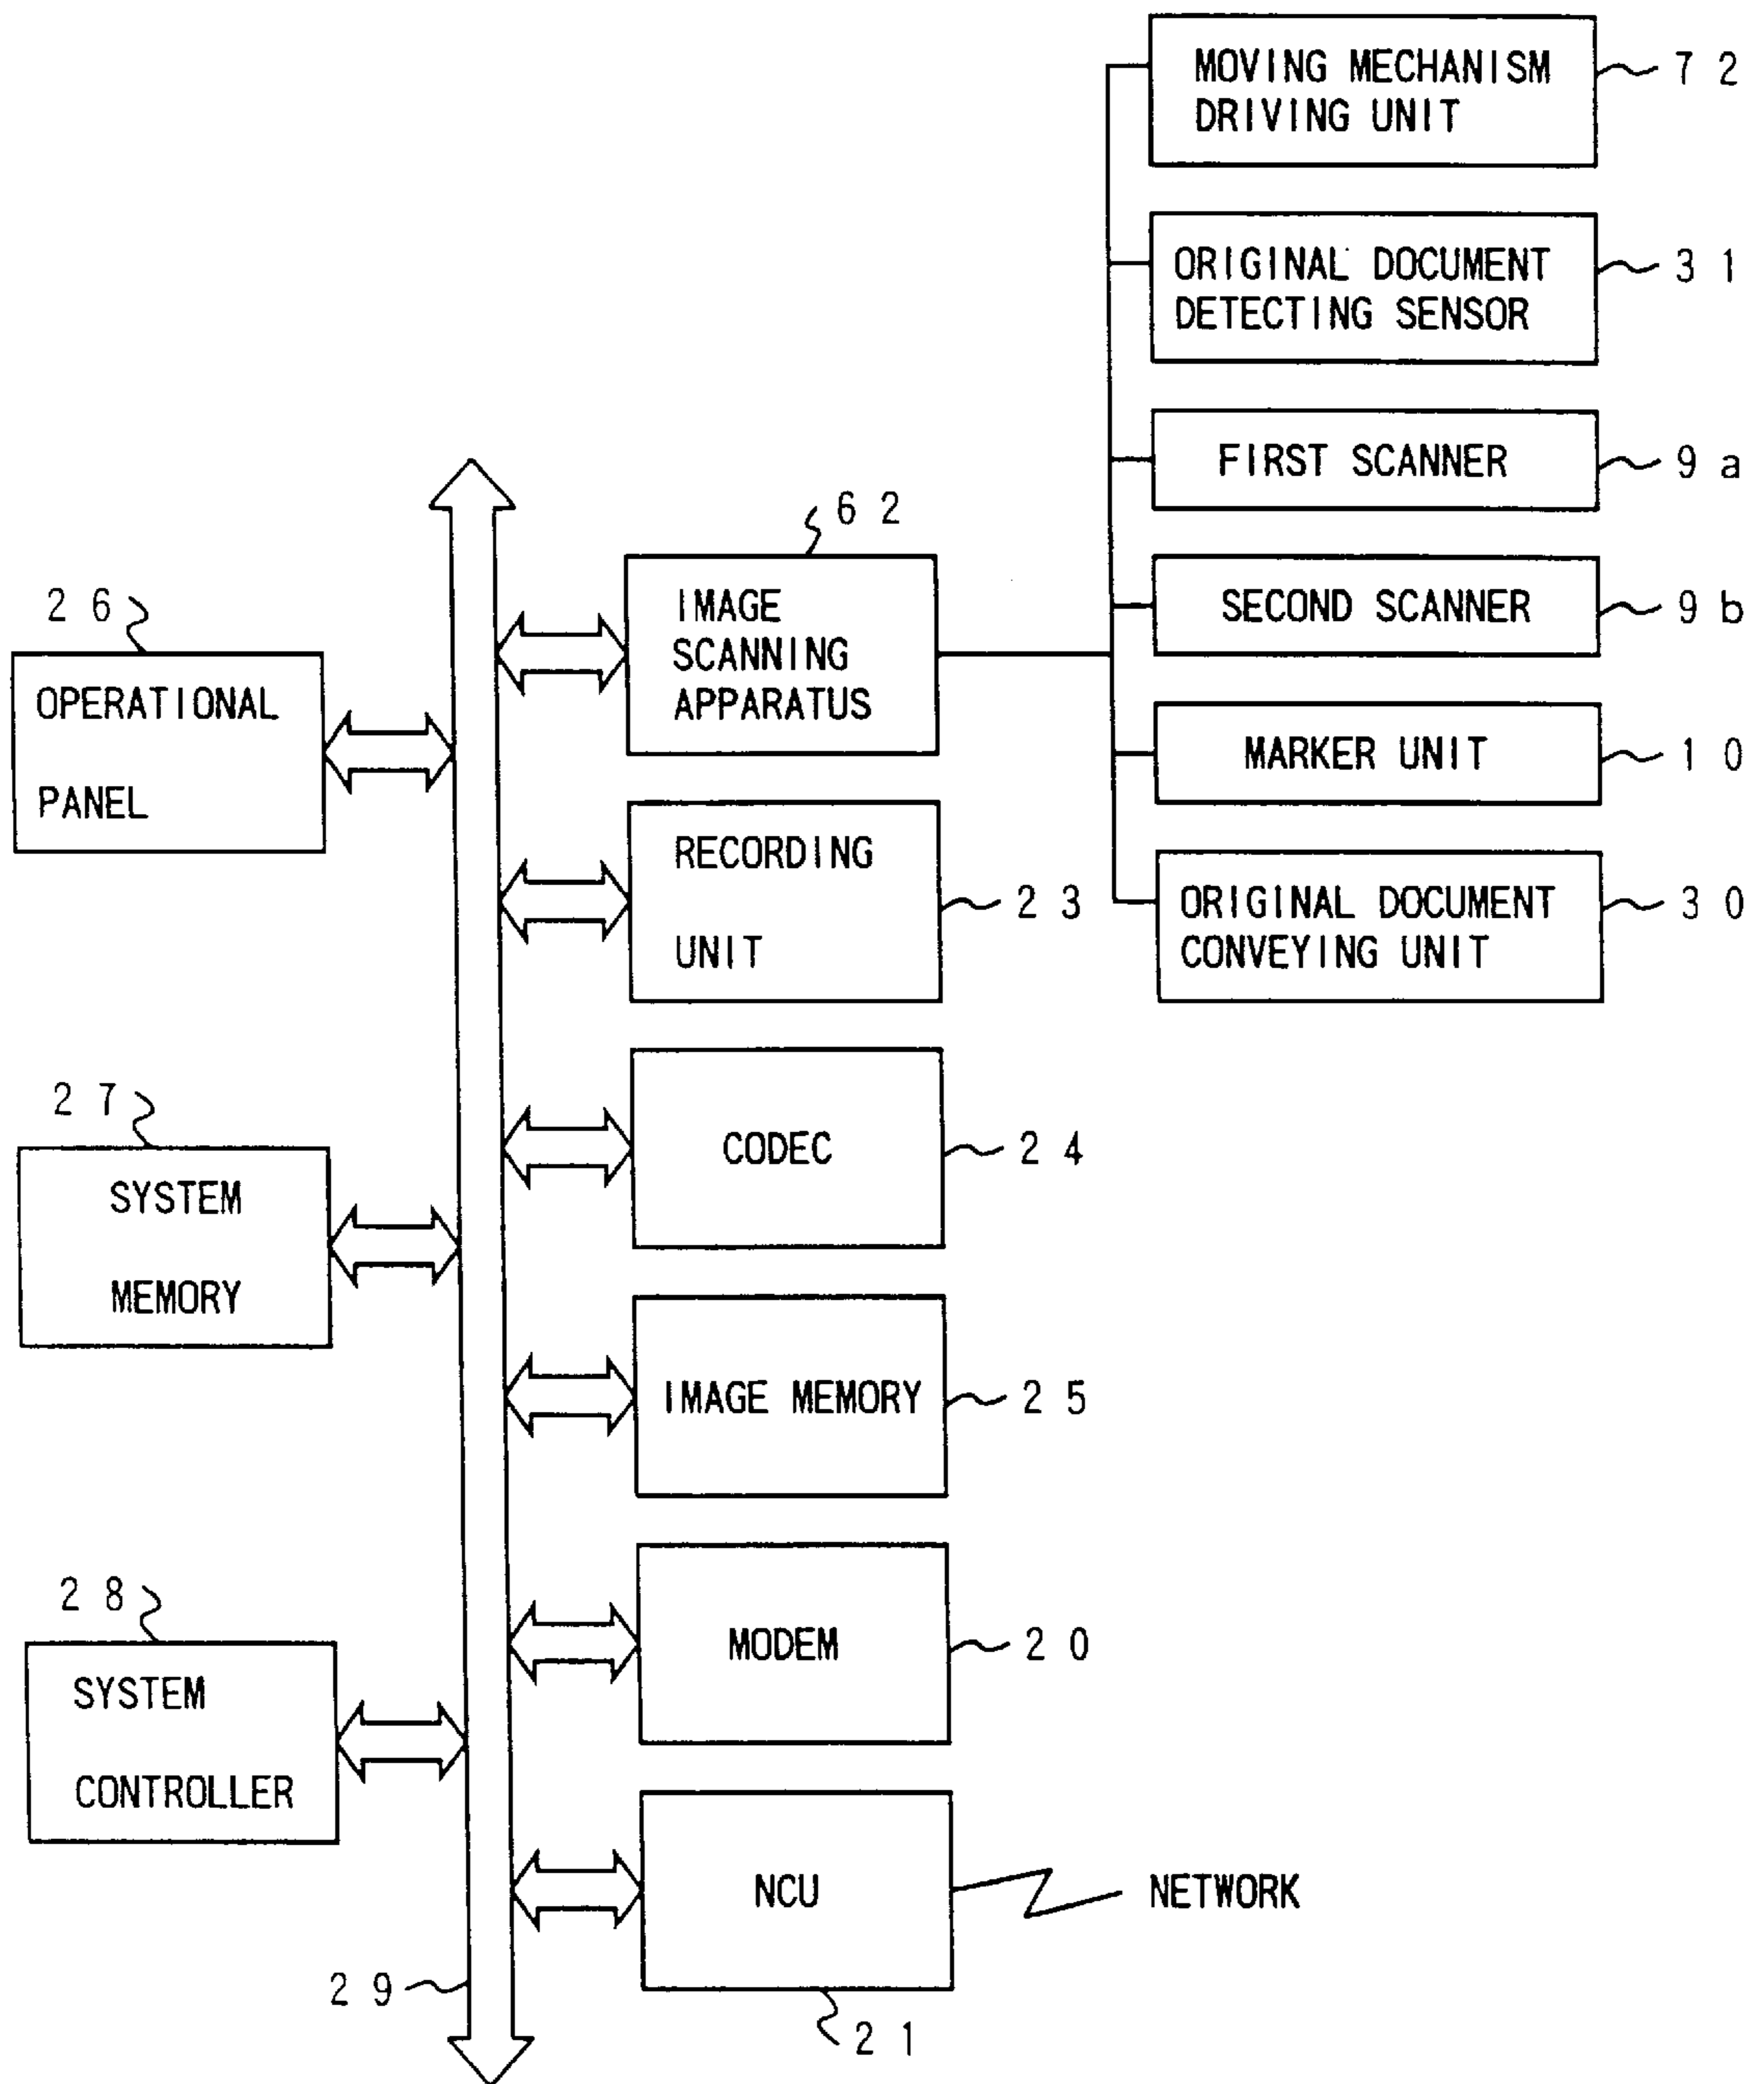 MOVING MECHANISM
DRIVING UNIT
72
ORIGINAL DOCUMENT
DETECTING SENSOR
31
FIRST SCANNER
9a
SECOND SCANNER
9b
MARKER UNIT
10
ORIGINAL DOCUMENT
CONVEYING UNIT
30
62
IMAGE
SCANNING
APPARATUS
26
OPERATIONAL
PANEL
RECORDING
UNIT
23
27
SYSTEM
MEMORY
CODEC
24
IMAGE MEMORY
25
28
SYSTEM
CONTROLLER
MODEM
20
NCU
NETWORK
29
21